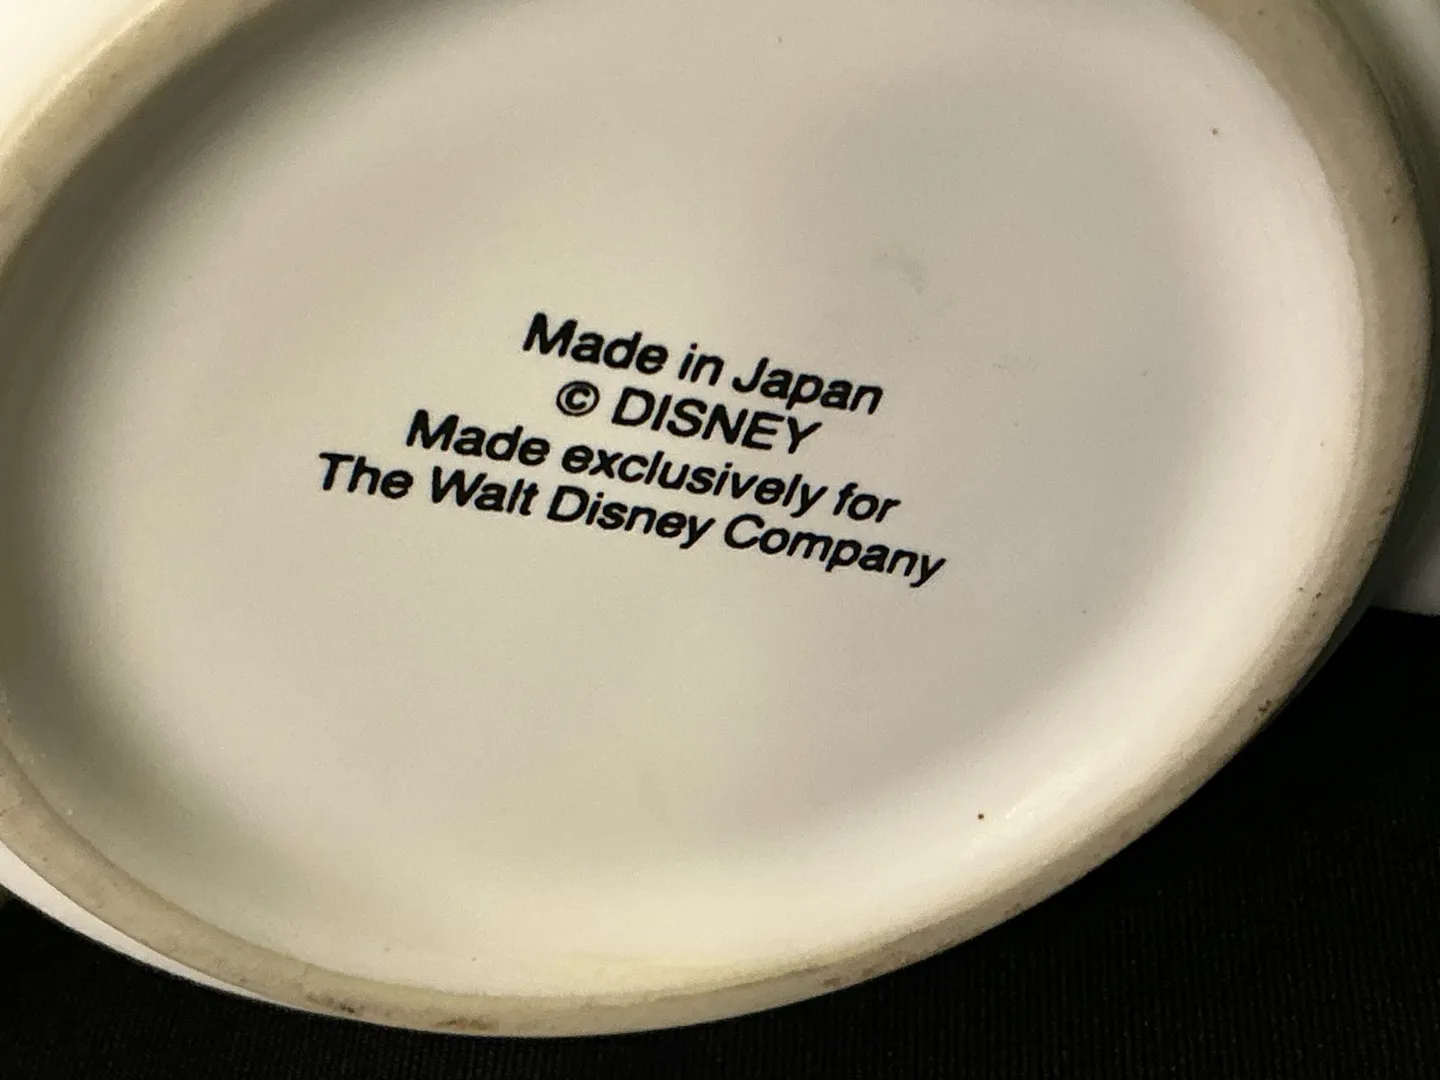 Made in Japan
© DISNEY
Made exclusively for
The Walt Disney Company